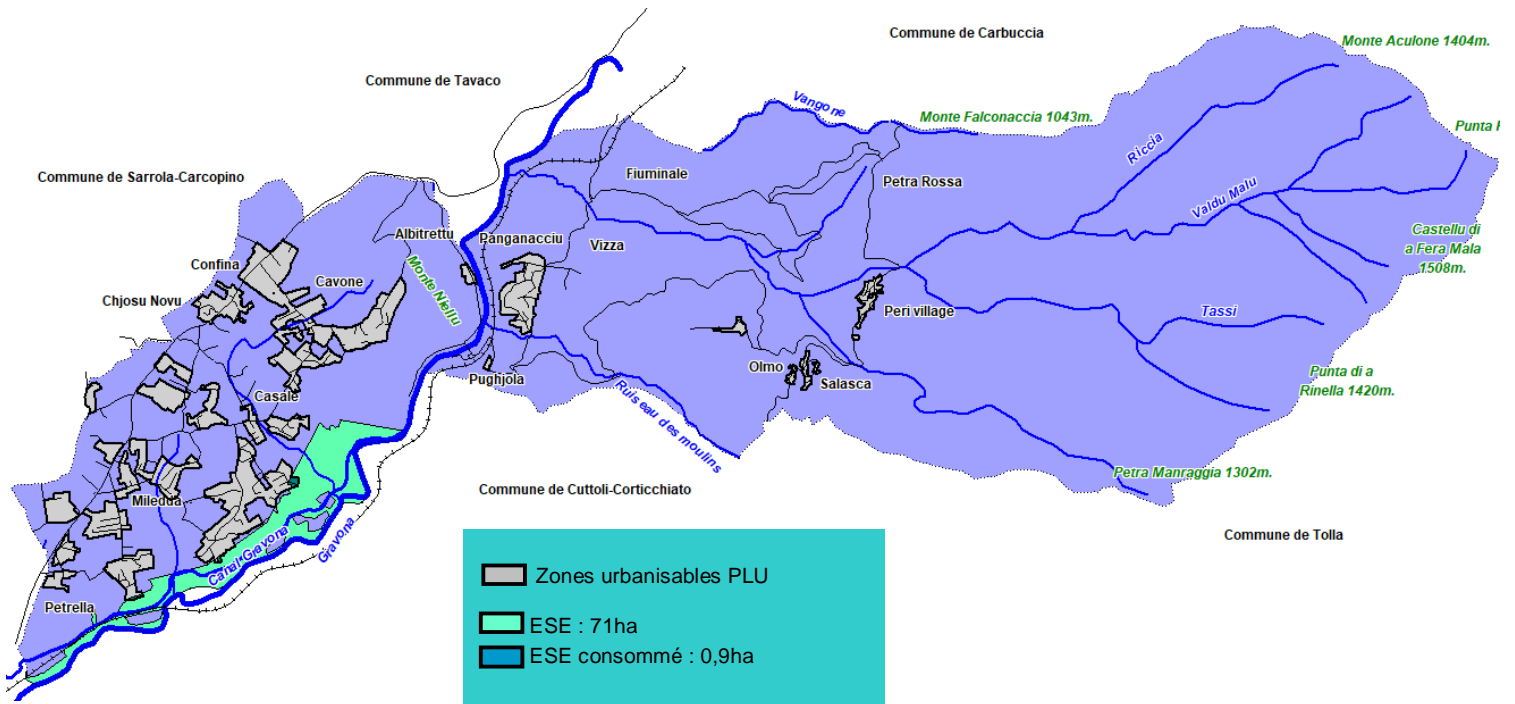 Commune de Carbuccia
Monte Aculone 1404m.
Commune de Tavaco
Vangone
Monte Falconaccia 1043m.
Punta
Riccia
Commune de Sarrola-Carcopino
Fiuminale
Petra Rossa
Valdu Malu
Albitrettu
Panganacciu
Vizza
Castellu di
a Fera Mala
1508m.
Confina
Cavone
Monte Niellu
Chjosu Novu
Peri village
Tassi
Pughjola
Olmo
Salasca
Punta di a
Rinella 1420m.
Casale
Ruis eau des moulins
Petra Manraggia 1302m.
Miledda
Commune de Cuttoli-Corticchiato
Canal Gravona
Gravona
Commune de Tolla
Petrella
Zones urbanisables PLU
ESE : 71ha
ESE consommé : 0,9ha